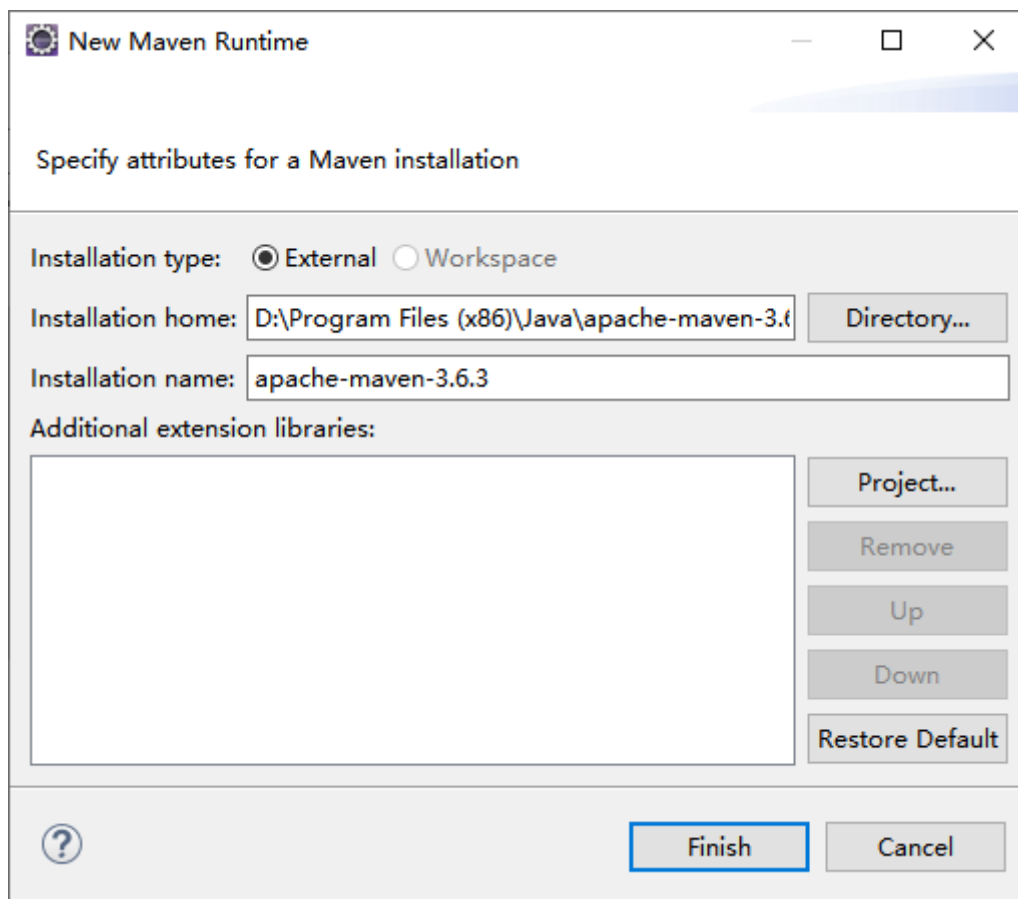 New Maven Runtime
Specify attributes for a Maven installation
Installation type: External Workspace
Installation home: D:\Program Files (x86)\Java\apache-maven-3.6 Directory...
Installation name: apache-maven-3.6.3
Additional extension libraries:
Project...
Remove
Up
Down
Restore Default
? Finish Cancel